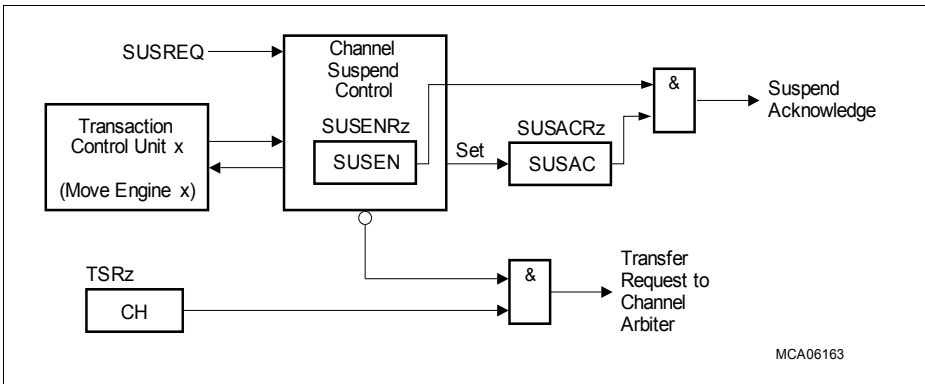 SUSREQ
Channel
Suspend
Control
&
Suspend
Acknowledge
Transaction
Control Unit x
(Move Engine x)
SUSENRz
SUSEN
Set
SUSACRz
SUSAC
TSRz
CH
&
Transfer
Request to
Channel
Arbiter
MCA06163